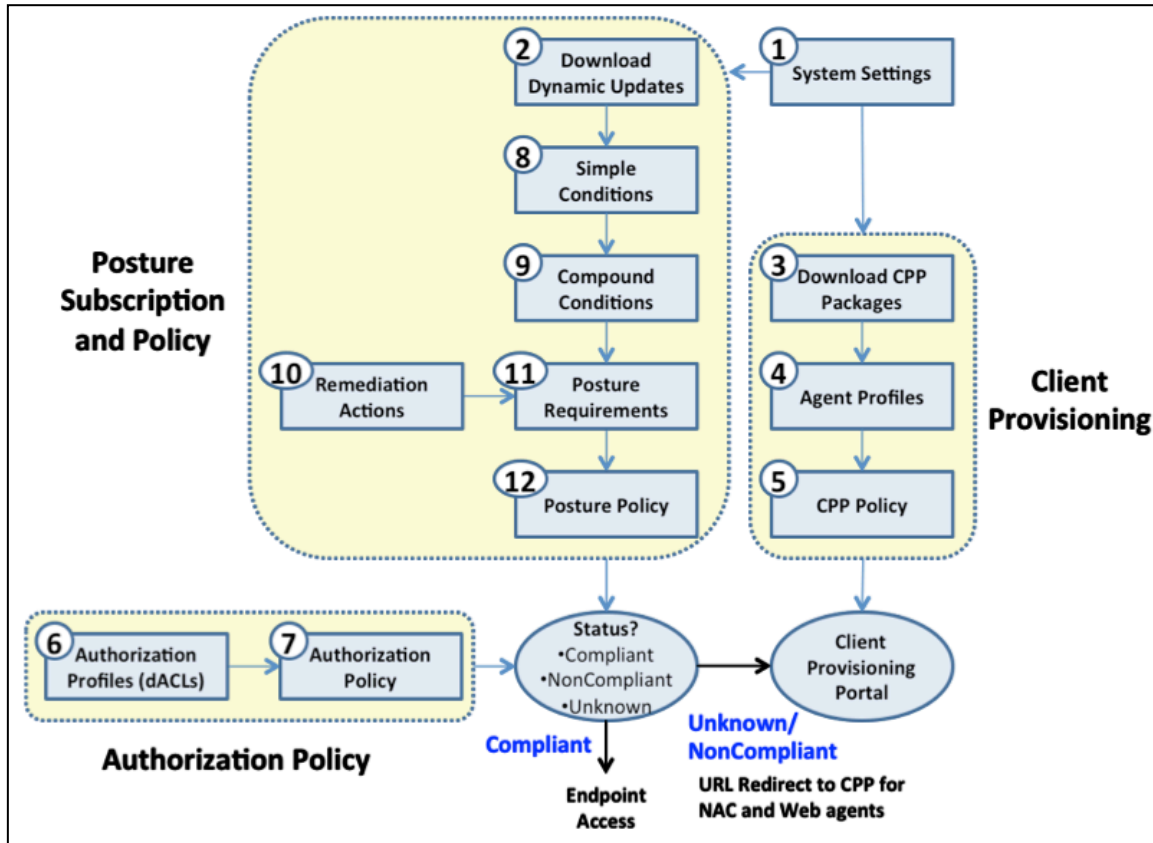 2
Download
Dynamic Updates
1
System Settings
8
Simple
Conditions
9
Compound
Conditions
3
Download CPP
Packages
Posture
Subscription
and Policy
10
Remediation
Actions
11
Posture
Requirements
4
Agent Profiles
Client
Provisioning
12
Posture Policy
5
CPP Policy
6
Authorization
Profiles (dACLs)
7
Authorization
Policy
Status?
•Compliant
•NonCompliant
•Unknown
Client
Provisioning
Portal
Authorization Policy
Compliant
Unknown/
NonCompliant
Endpoint
Access
URL Redirect to CPP for
NAC and Web agents